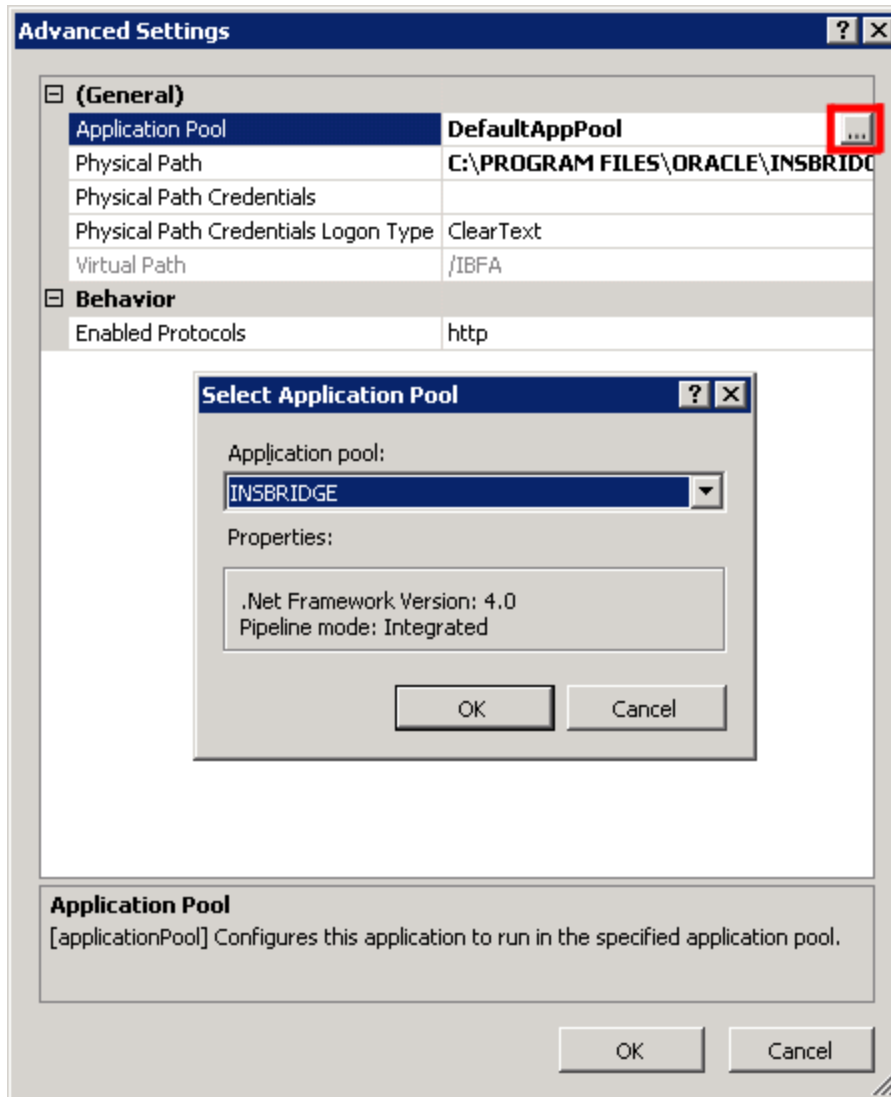 Advanced Settings
(General)
Application Pool DefaultAppPool ...
Physical Path C:\PROGRAM FILES\ORACLE\INSBRIDG
Physical Path Credentials
Physical Path Credentials Logon Type ClearText
Virtual Path /IBFA
Behavior
Enabled Protocols http
Select Application Pool
Application pool:
INSBRIDGE
Properties:
.Net Framework Version: 4.0
Pipeline mode: Integrated
OK Cancel
Application Pool
[applicationPool] Configures this application to run in the specified application pool.
OK Cancel